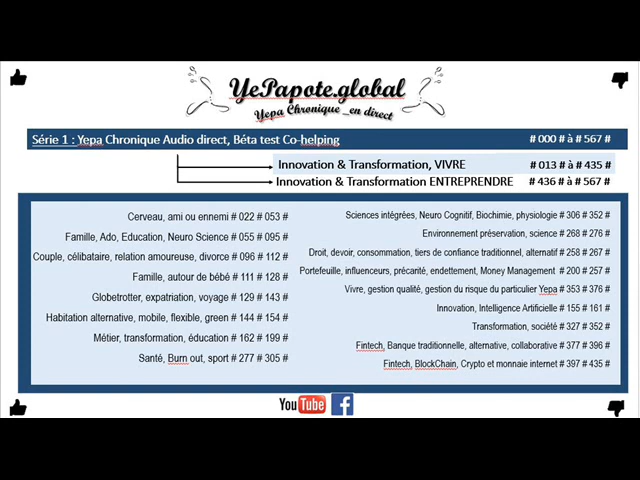 YePapote.global
Yepa Chronique _en direct
Série 1 : Yepa Chronique Audio direct, Béta test Co-helping # 000 # à # 567 #
Innovation & Transformation, VIVRE # 013 # à # 435 #
Innovation & Transformation ENTREPRENDRE # 436 # à # 567 #
Cerveau, ami ou ennemi # 022 # 053 #
Famille, Ado, Education, Neuro Science # 055 # 095 #
Couple, célibataire, relation amoureuse, divorce # 096 # 112 #
Famille, autour de bébé # 111 # 128 #
Globetrotter, expatriation, voyage # 129 # 143 #
Habitation alternative, mobile, flexible, green # 144 # 154 #
Métier, transformation, éducation # 162 # 199 #
Santé, Burn out, sport # 277 # 305 #
Sciences intégrées, Neuro Cognitif, Biochimie, physiologie # 306 # 352 #
Environnement préservation, science # 268 # 276 #
Droit, devoir, consommation, tiers de confiance traditionnel, alternatif # 258 # 267 #
Portefeuille, influenceurs, précarité, endettement, Money Management # 200 # 257 #
Vivre, gestion qualité, gestion du risque du particulier Yepa # 353 # 376 #
Innovation, Intelligence Artificielle # 155 # 161 #
Transformation, société # 327 # 352 #
Fintech, Banque traditionnelle, alternative, collaborative # 377 # 396 #
Fintech, BlockChain, Crypto et monnaie internet # 397 # 435 #
YouTube f